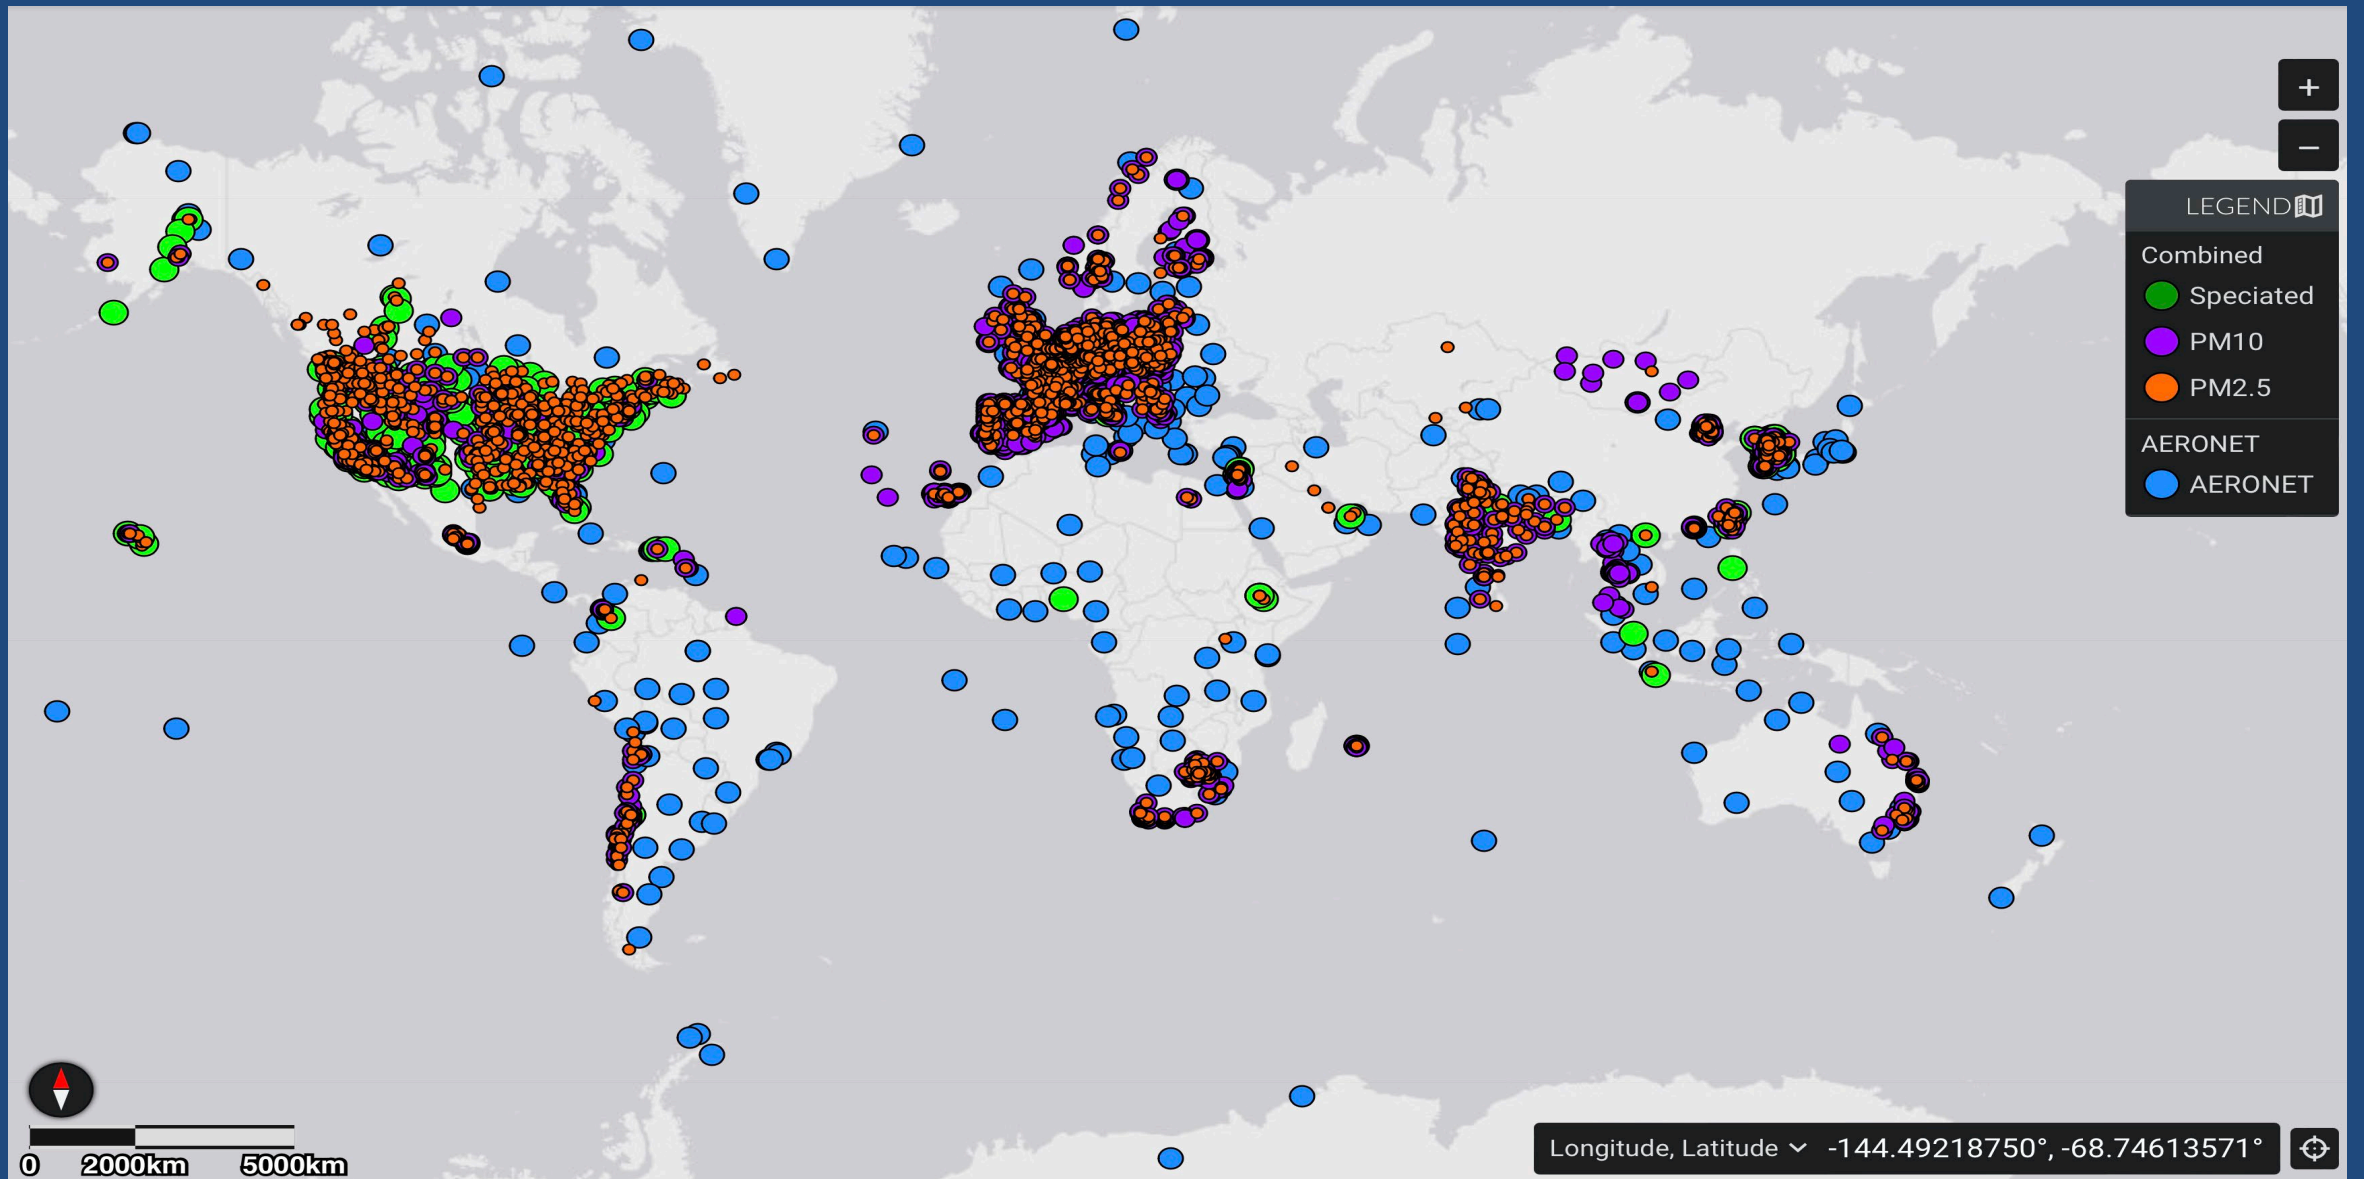 +
−
LEGEND
Combined
Speciated
PM10
PM2.5
AERONET
AERONET
0 2000km 5000km
Longitude, Latitude -144.49218750°, -68.74613571°